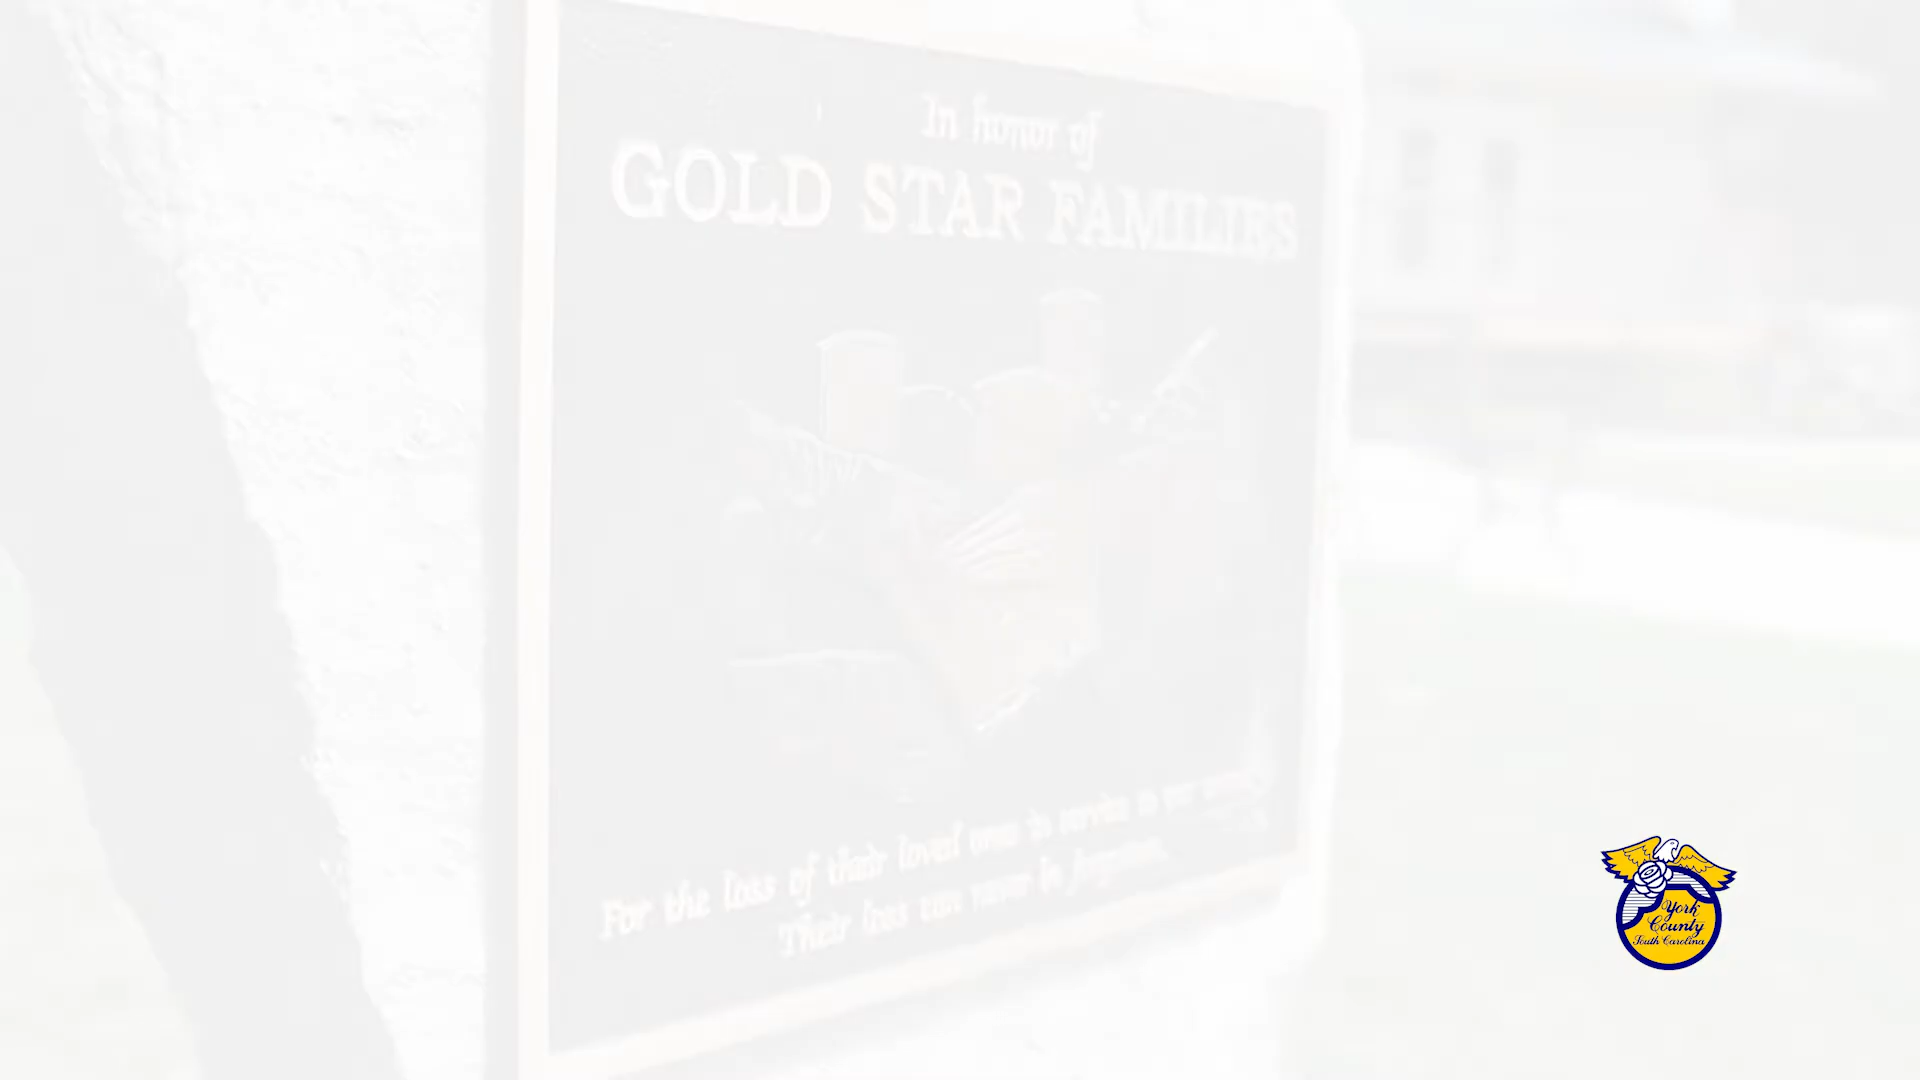 In honor of
GOLD STAR FAMILIES
For the loss of their loved ones in service to our
Their loss can never be forgotten.
York
County
South Carolina